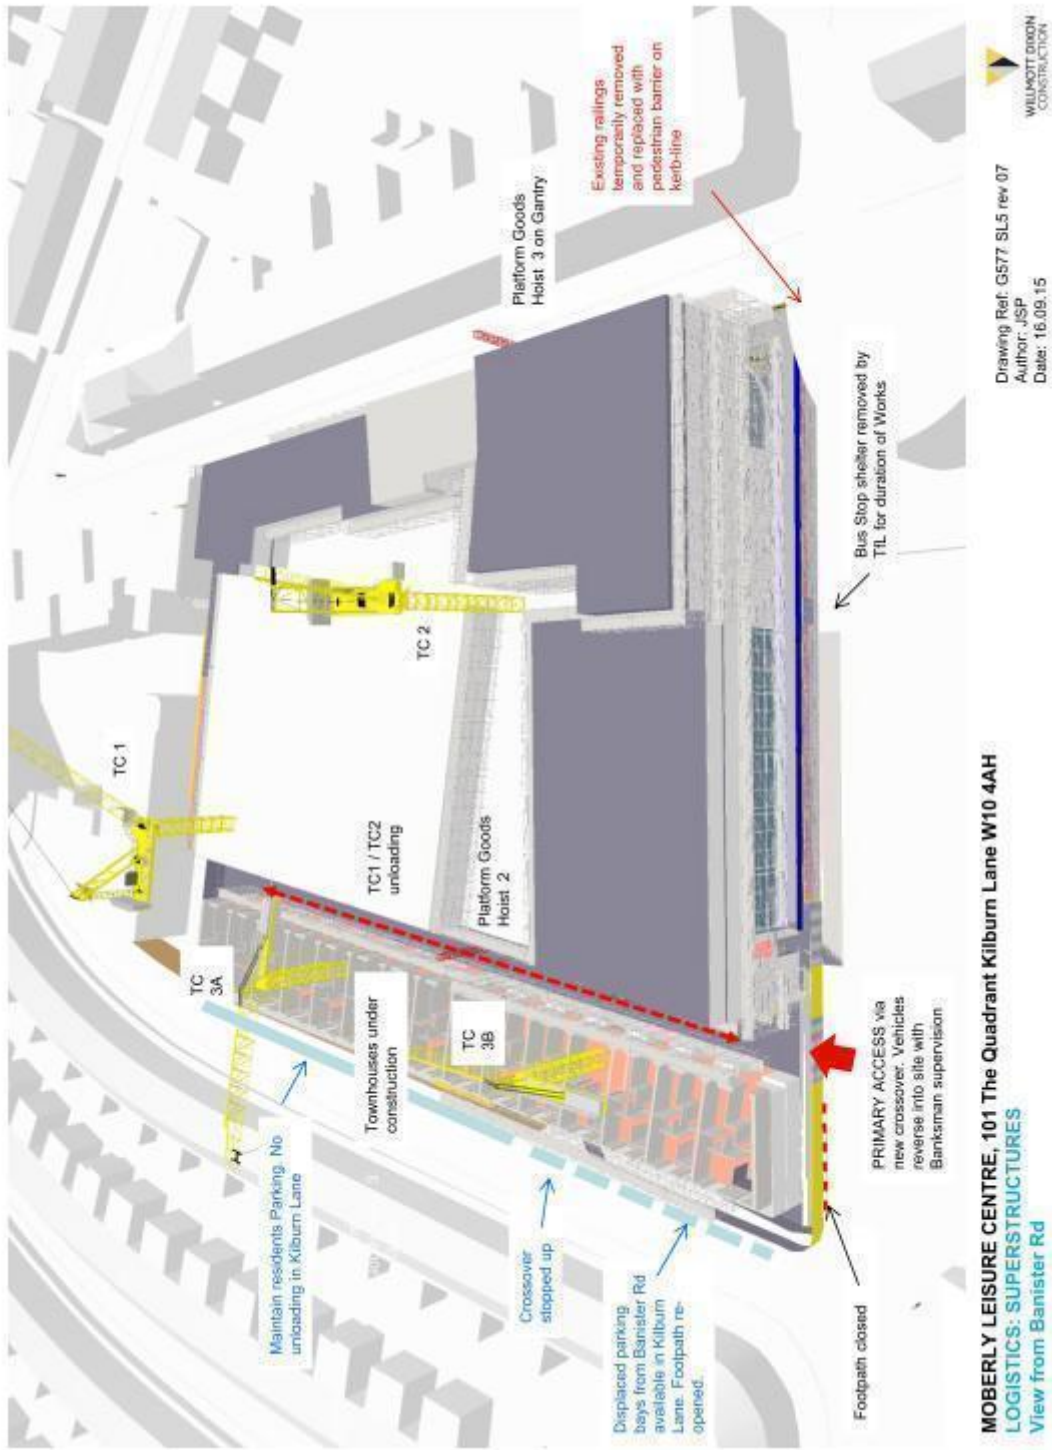 TC 1
TC
3A
TC1 / TC2
unloading
TC 2
Platform Goods
Hoist 3 on Gantry
Existing railings
temporarily removed
and replaced with
pedestrian barrier on
kerb-line
Maintain residents Parking. No
unloading in Kilburn Lane
Townhouses under
construction
Platform Goods
Hoist 2
TC
3B
Crossover
stopped up
Displaced parking
bays from Banister Rd
available in Kilburn
Lane. Footpath re-
opened.
Footpath closed
PRIMARY ACCESS via
new crossover. Vehicles
reverse into site with
Banksman supervision
Bus Stop shelter removed by
TfL for duration of Works
MOBERLY LEISURE CENTRE, 101 The Quadrant Kilburn Lane W10 4AH
LOGISTICS: SUPERSTRUCTURES
View from Banister Rd
Drawing Ref: G577 SL5 rev 07
Author: JSP
Date: 16.09.15
WILLMOTT DIXON
CONSTRUCTION